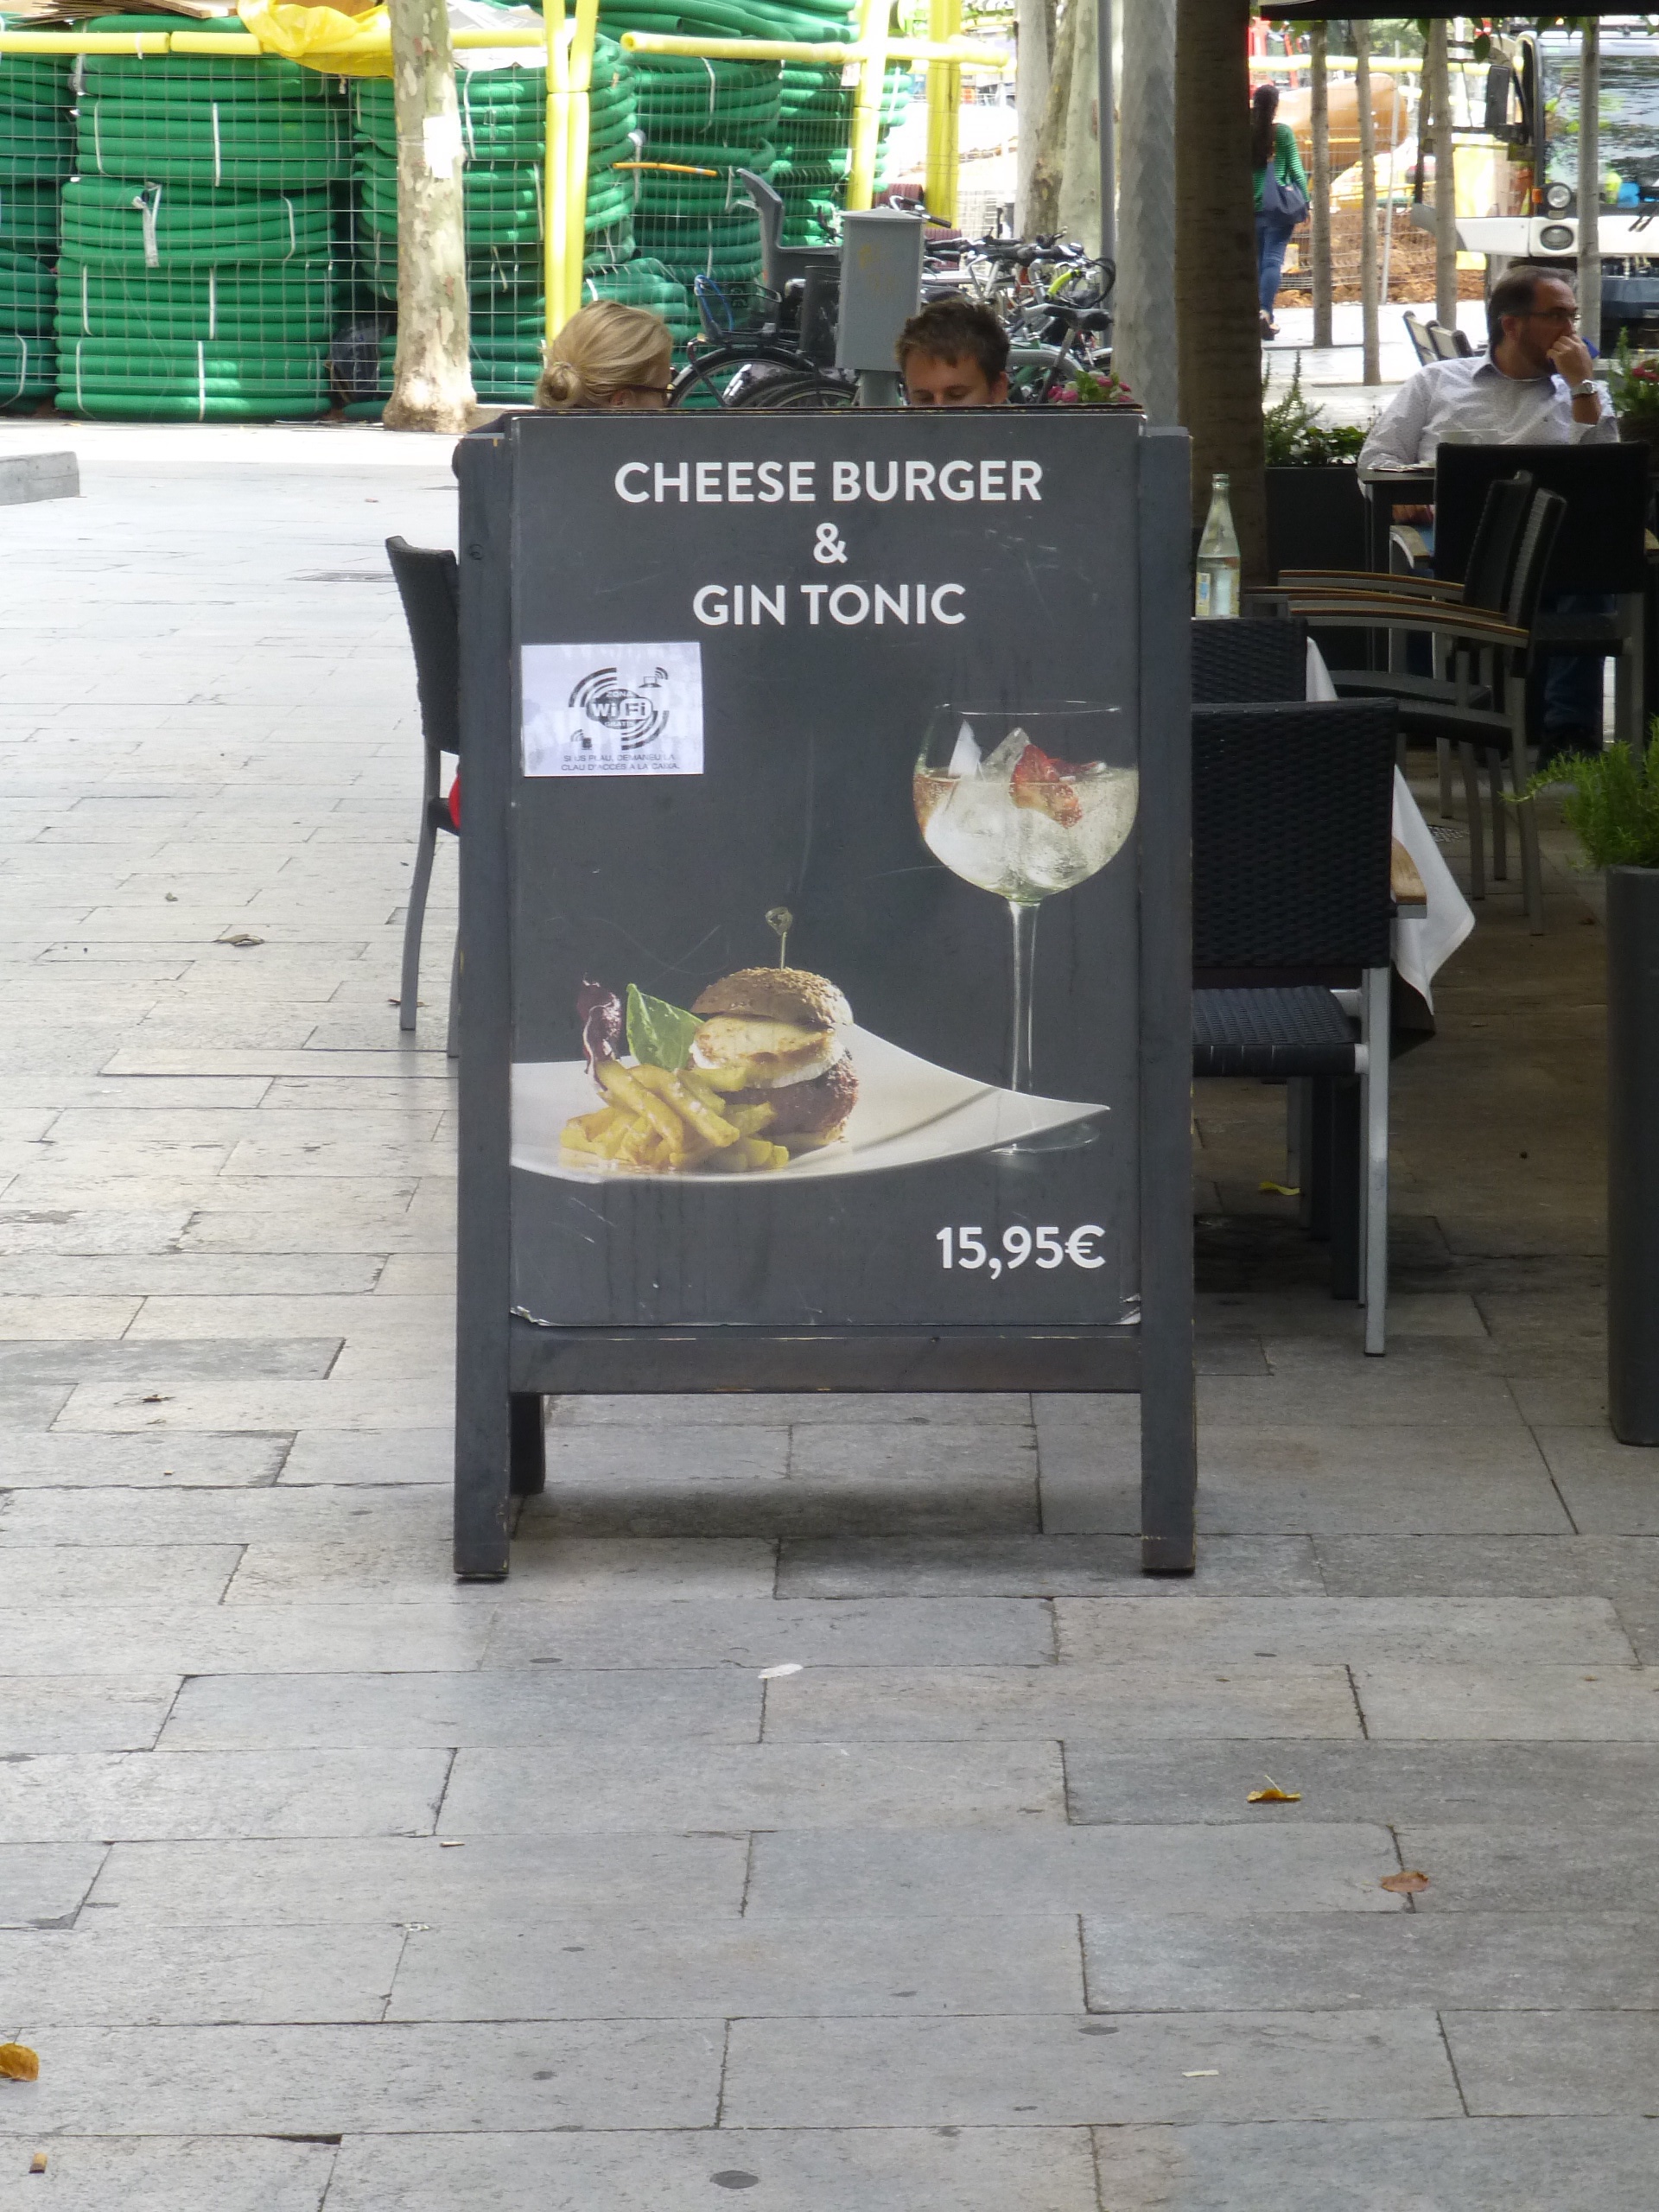 CHEESE BURGER
&
GIN TONIC
ZONA
Wi Fi
GRATIS
SI US PLAU, DEMANEU LA
CLAU D'ACCÉS A LA CAIXA.
15,95€